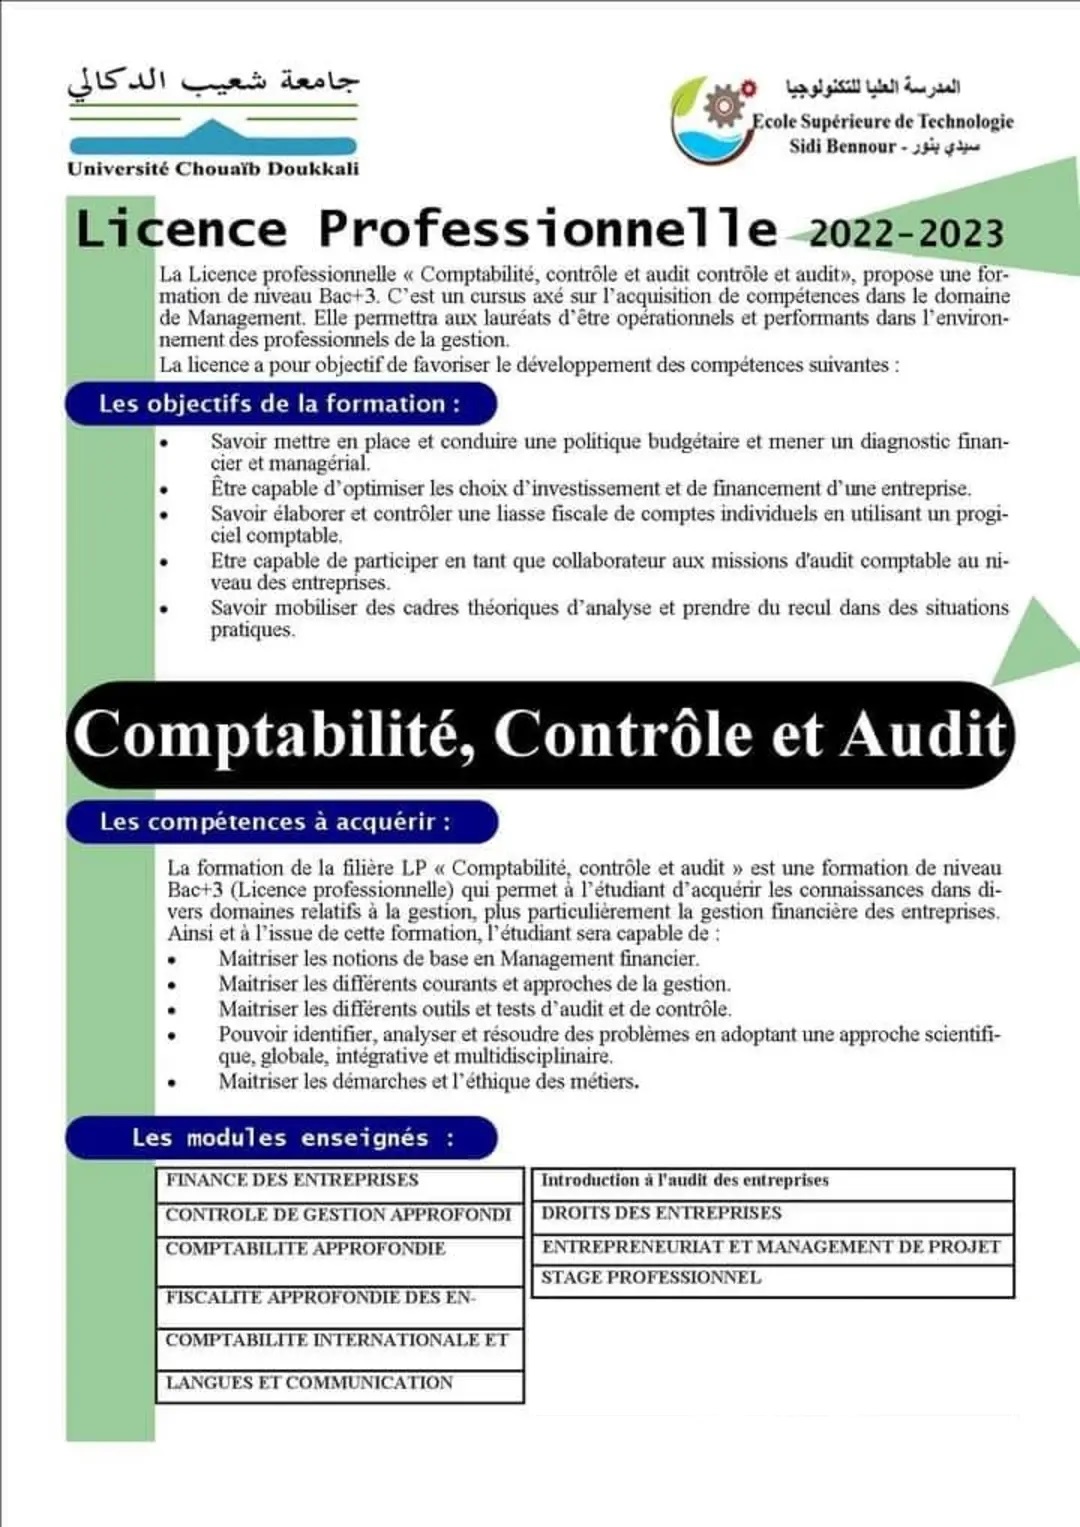 جامعة شعيب الدكالي
Université Chouaïb Doukkali
المدرسة العليا للتكنولوجيا
Ecole Supérieure de Technologie
Sidi Bennour - سيدي بنور
Licence Professionnelle 2022-2023
La Licence professionnelle « Comptabilité, contrôle et audit contrôle et audit», propose une for-
mation de niveau Bac+3. C'est un cursus axé sur l'acquisition de compétences dans le domaine
de Management. Elle permettra aux lauréats d'être opérationnels et performants dans l'environ-
nement des professionnels de la gestion.
La licence a pour objectif de favoriser le développement des compétences suivantes :
Les objectifs de la formation :
• Savoir mettre en place et conduire une politique budgétaire et mener un diagnostic finan-
cier et managérial.
• Être capable d'optimiser les choix d'investissement et de financement d'une entreprise.
• Savoir élaborer et contrôler une liasse fiscale de comptes individuels en utilisant un progi-
ciel comptable.
• Etre capable de participer en tant que collaborateur aux missions d'audit comptable au ni-
veau des entreprises.
• Savoir mobiliser des cadres théoriques d'analyse et prendre du recul dans des situations
pratiques.
Comptabilité, Contrôle et Audit
Les compétences à acquérir :
La formation de la filière LP « Comptabilité, contrôle et audit » est une formation de niveau
Bac+3 (Licence professionnelle) qui permet à l'étudiant d'acquérir les connaissances dans di-
vers domaines relatifs à la gestion, plus particulièrement la gestion financière des entreprises.
Ainsi et à l'issue de cette formation, l'étudiant sera capable de :
• Maitriser les notions de base en Management financier.
• Maitriser les différents courants et approches de la gestion.
• Maitriser les différents outils et tests d'audit et de contrôle.
• Pouvoir identifier, analyser et résoudre des problèmes en adoptant une approche scientifi-
que, globale, intégrative et multidisciplinaire.
• Maitriser les démarches et l'éthique des métiers.
Les modules enseignés :
FINANCE DES ENTREPRISES
CONTROLE DE GESTION APPROFONDI
COMPTABILITE APPROFONDIE
FISCALITE APPROFONDIE DES EN-
COMPTABILITE INTERNATIONALE ET
LANGUES ET COMMUNICATION
Introduction à l'audit des entreprises
DROITS DES ENTREPRISES
ENTREPRENEURIAT ET MANAGEMENT DE PROJET
STAGE PROFESSIONNEL